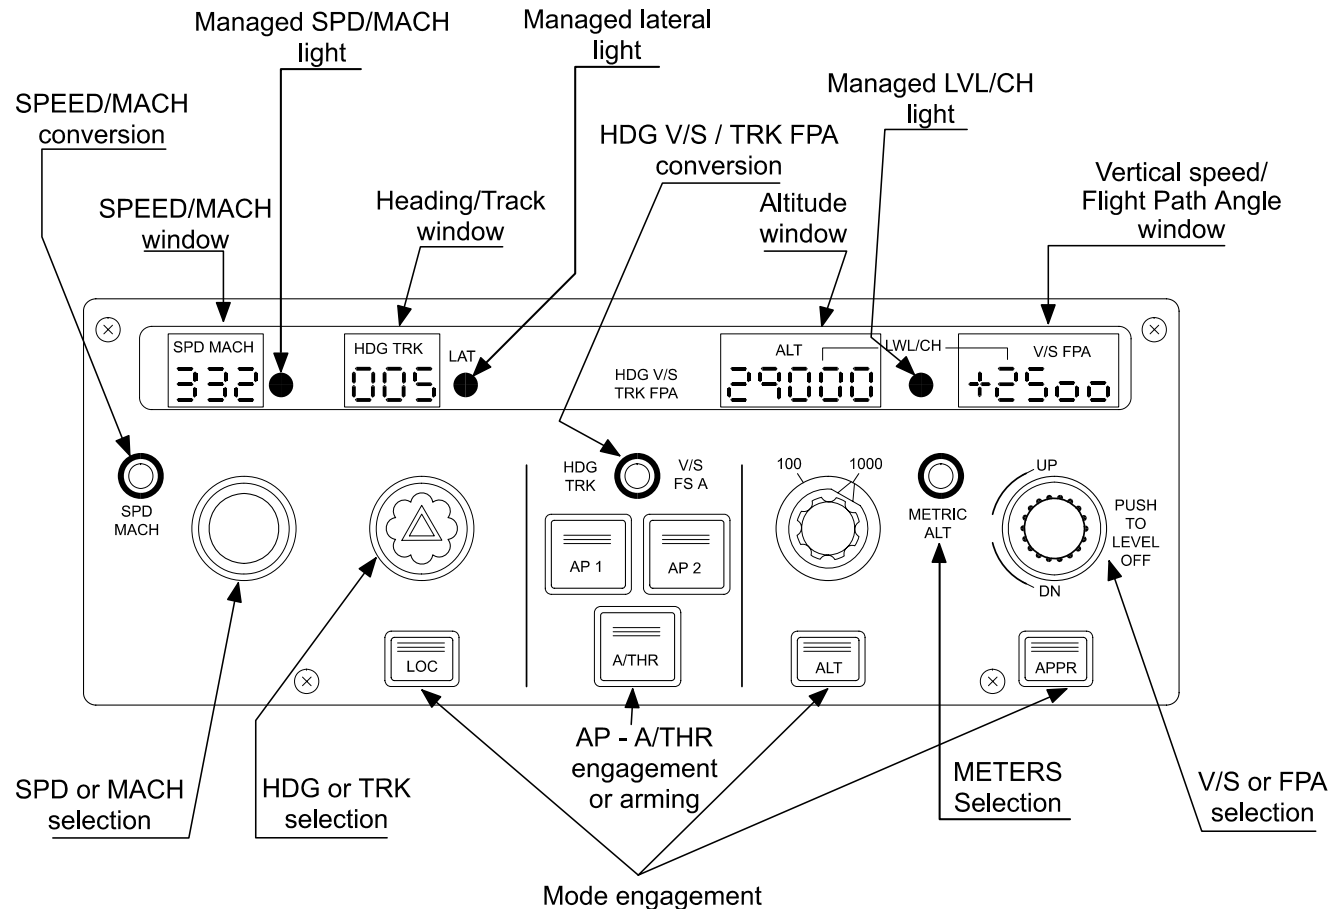 Managed SPD/MACH
light
Managed lateral
light
Managed LVL/CH
light
SPEED/MACH
conversion
HDG V/S / TRK FPA
conversion
Vertical speed/
Flight Path Angle
window
SPEED/MACH
window
Heading/Track
window
Altitude
window
SPD MACH
332
HDG TRK
005
LAT
HDG V/S
TRK FPA
ALT
29000
LWL/CH
V/S FPA
+2500
SPD
MACH
HDG
TRK
V/S
FS A
100
1000
METRIC
ALT
UP
DN
PUSH
TO
LEVEL
OFF
AP 1
AP 2
LOC
A/THR
ALT
APPR
SPD or MACH
selection
HDG or TRK
selection
AP - A/THR
engagement
or arming
METERS
Selection
V/S or FPA
selection
Mode engagement